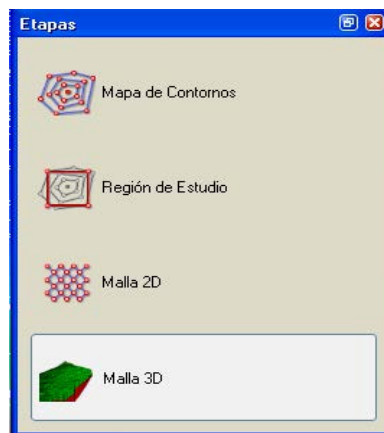 Etapas
Mapa de Contornos
Región de Estudio
Malla 2D
Malla 3D